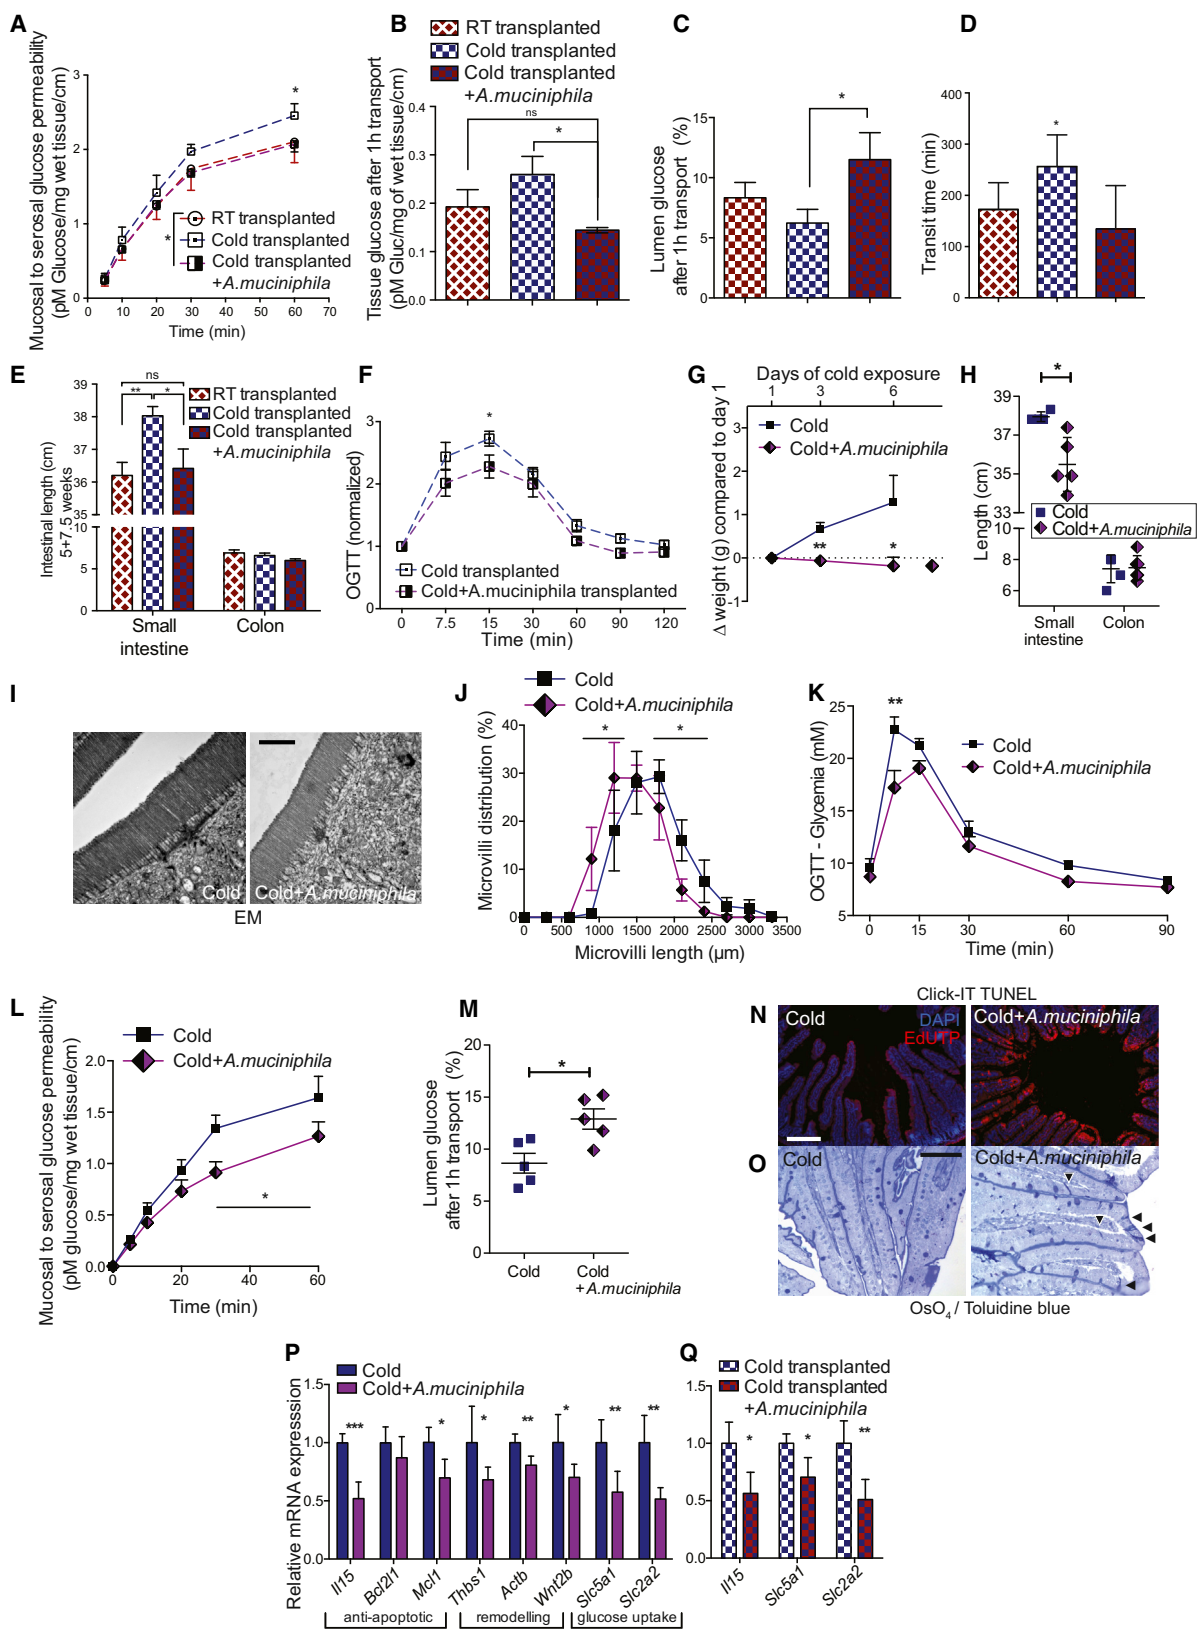 A
Mucosal to serosal glucose permeability
(pM Glucose/mg wet tissue/cm)
3
2
1
0
0 10 20 30 40 50 60 70
Time (min)
*
*
RT transplanted
Cold transplanted
Cold transplanted
+A.muciniphila
B
RT transplanted
Cold transplanted
Cold transplanted
+A.muciniphila
Tissue glucose after 1h transport
(pM Gluc/mg of wet tissue/cm)
0.4
0.3
0.2
0.1
0.0
ns
*
C
Lumen glucose
after 1h transport (%)
15
10
5
0
*
D
Transit time (min)
400
300
200
100
0
*
E
Intestinal length (cm)
5+7.5 weeks
39
38
37
36
35
10
5
0
ns
** *
RT transplanted
Cold transplanted
Cold transplanted
+A.muciniphila
Small
intestine
Colon
F
OGTT (normalized)
3
2
1
0
*
Cold transplanted
Cold+A.muciniphila transplanted
0 7.5 15 30 60 90 120
Time (min)
G
Days of cold exposure
1 3 6
Δ weight (g) compared to day 1
3
2
1
0
-1
Cold
Cold+A.muciniphila
** *
H
Length (cm)
39
37
35
33
10
8
6
*
Cold
Cold+A.muciniphila
Small
intestine
Colon
I
Cold
Cold+A.muciniphila
EM
J
Cold
Cold+A.muciniphila
Microvilli distribution (%)
40
30
20
10
0
* *
0 500 1000 1500 2000 2500 3000 3500
Microvilli length (µm)
K
OGTT - Glycemia (mM)
25
20
15
10
5
**
Cold
Cold+A.muciniphila
0 15 30 60 90
Time (min)
L
Mucosal to serosal glucose permeability
(pM glucose/mg wet tissue/cm)
Cold
Cold+A.muciniphila
2.0
1.5
1.0
0.5
0.0
*
0 20 40 60
Time (min)
M
Lumen glucose
after 1h transport (%)
20
15
10
5
0
*
Cold
Cold
+A.muciniphila
Click-IT TUNEL
N
Cold
DAPI
EdUTP
Cold+A.muciniphila
O
Cold
Cold+A.muciniphila
OsO4 / Toluidine blue
P
Cold
Cold+A.muciniphila
Relative mRNA expresssion
1.5
1.0
0.5
0.0
*** * * ** * ** **
Il15 Bcl2l1 Mcl1 Thbs1 Actb Wnt2b Slc5a1 Slc2a2
anti-apoptotic remodelling glucose uptake
Q
Cold transplanted
Cold transplanted
+A.muciniphila
1.5
1.0
0.5
0.0
* * **
Il15 Slc5a1 Slc2a2